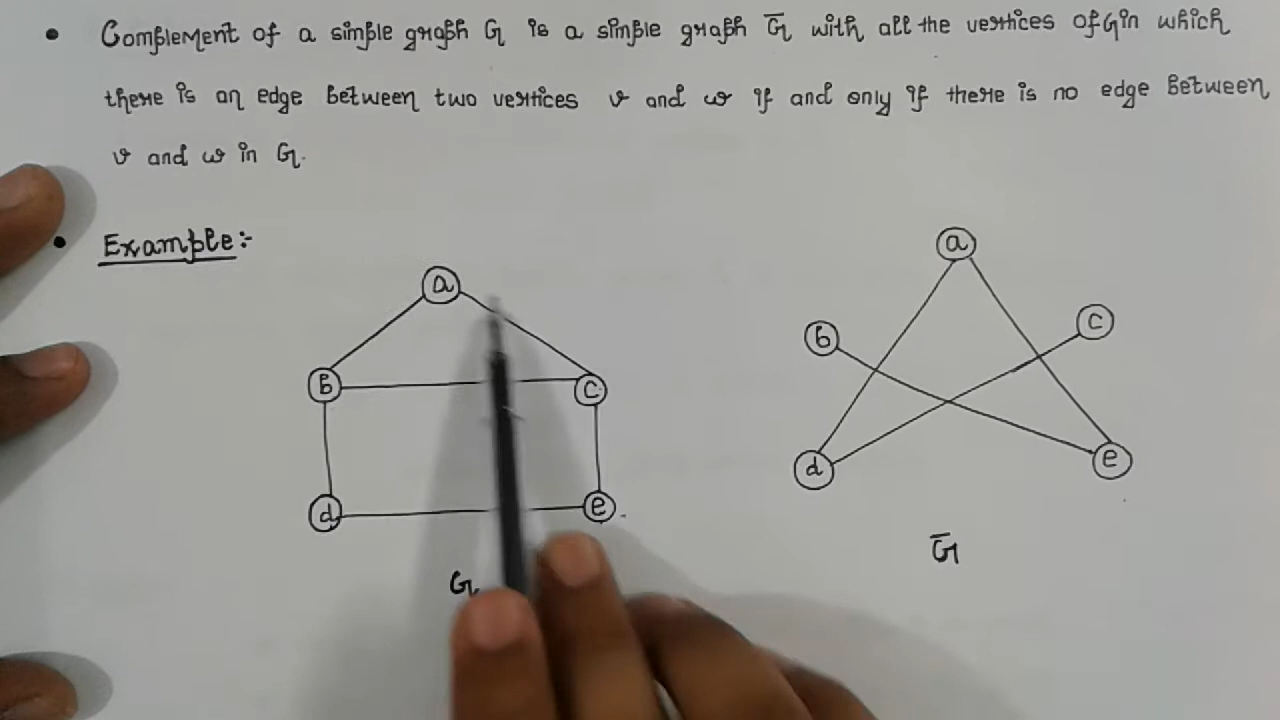 • Complement of a simple graph G is a simple graph G̅ with all the vertices of G in which
there is an edge between two vertices v and w if and only if there is no edge between
v and w in G.
• Example:-
a
a
b
c
b
c
d
e
d
e
G
G̅